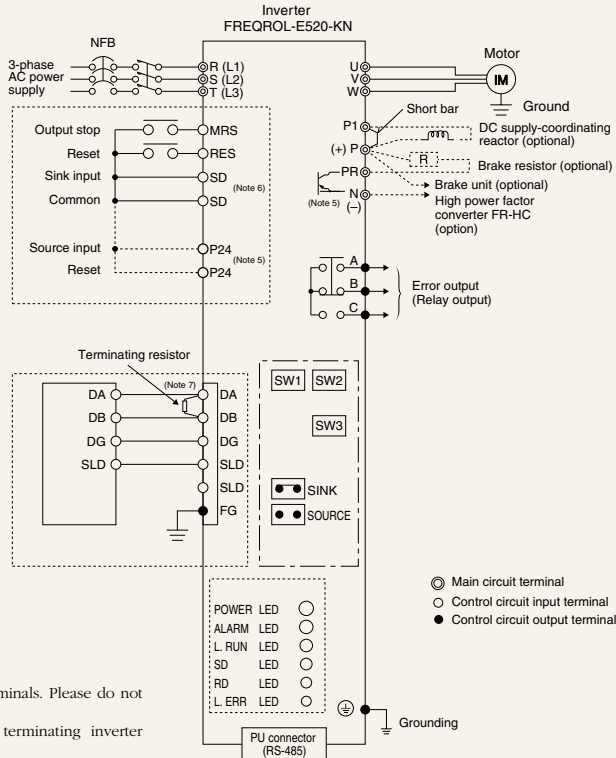 Inverter
FREQROL-E520-KN
NFB
3-phase
AC power
supply
R (L1)
S (L2)
T (L3)
U
V
W
Motor
IM
Ground
Short bar
P1
(+) P
PR
N
(–)
(Note 5)
DC supply-coordinating
reactor (optional)
R
Brake resistor (optional)
Brake unit (optional)
High power factor
converter FR-HC
(option)
Output stop
MRS
Reset
RES
Sink input
SD
(Note 6)
Common
SD
Source input
P24
(Note 5)
Reset
P24
A
B
C
Error output
(Relay output)
Terminating resistor
(Note 7)
DA
DA
DB
DB
DG
DG
SLD
SLD
SLD
FG
SW1
SW2
SW3
SINK
SOURCE
Main circuit terminal
Control circuit input terminal
Control circuit output terminal
POWER LED
ALARM LED
L. RUN LED
SD LED
RD LED
L. ERR LED
Grounding
PU connector
(RS-485)
minals. Please do not
terminating inverter